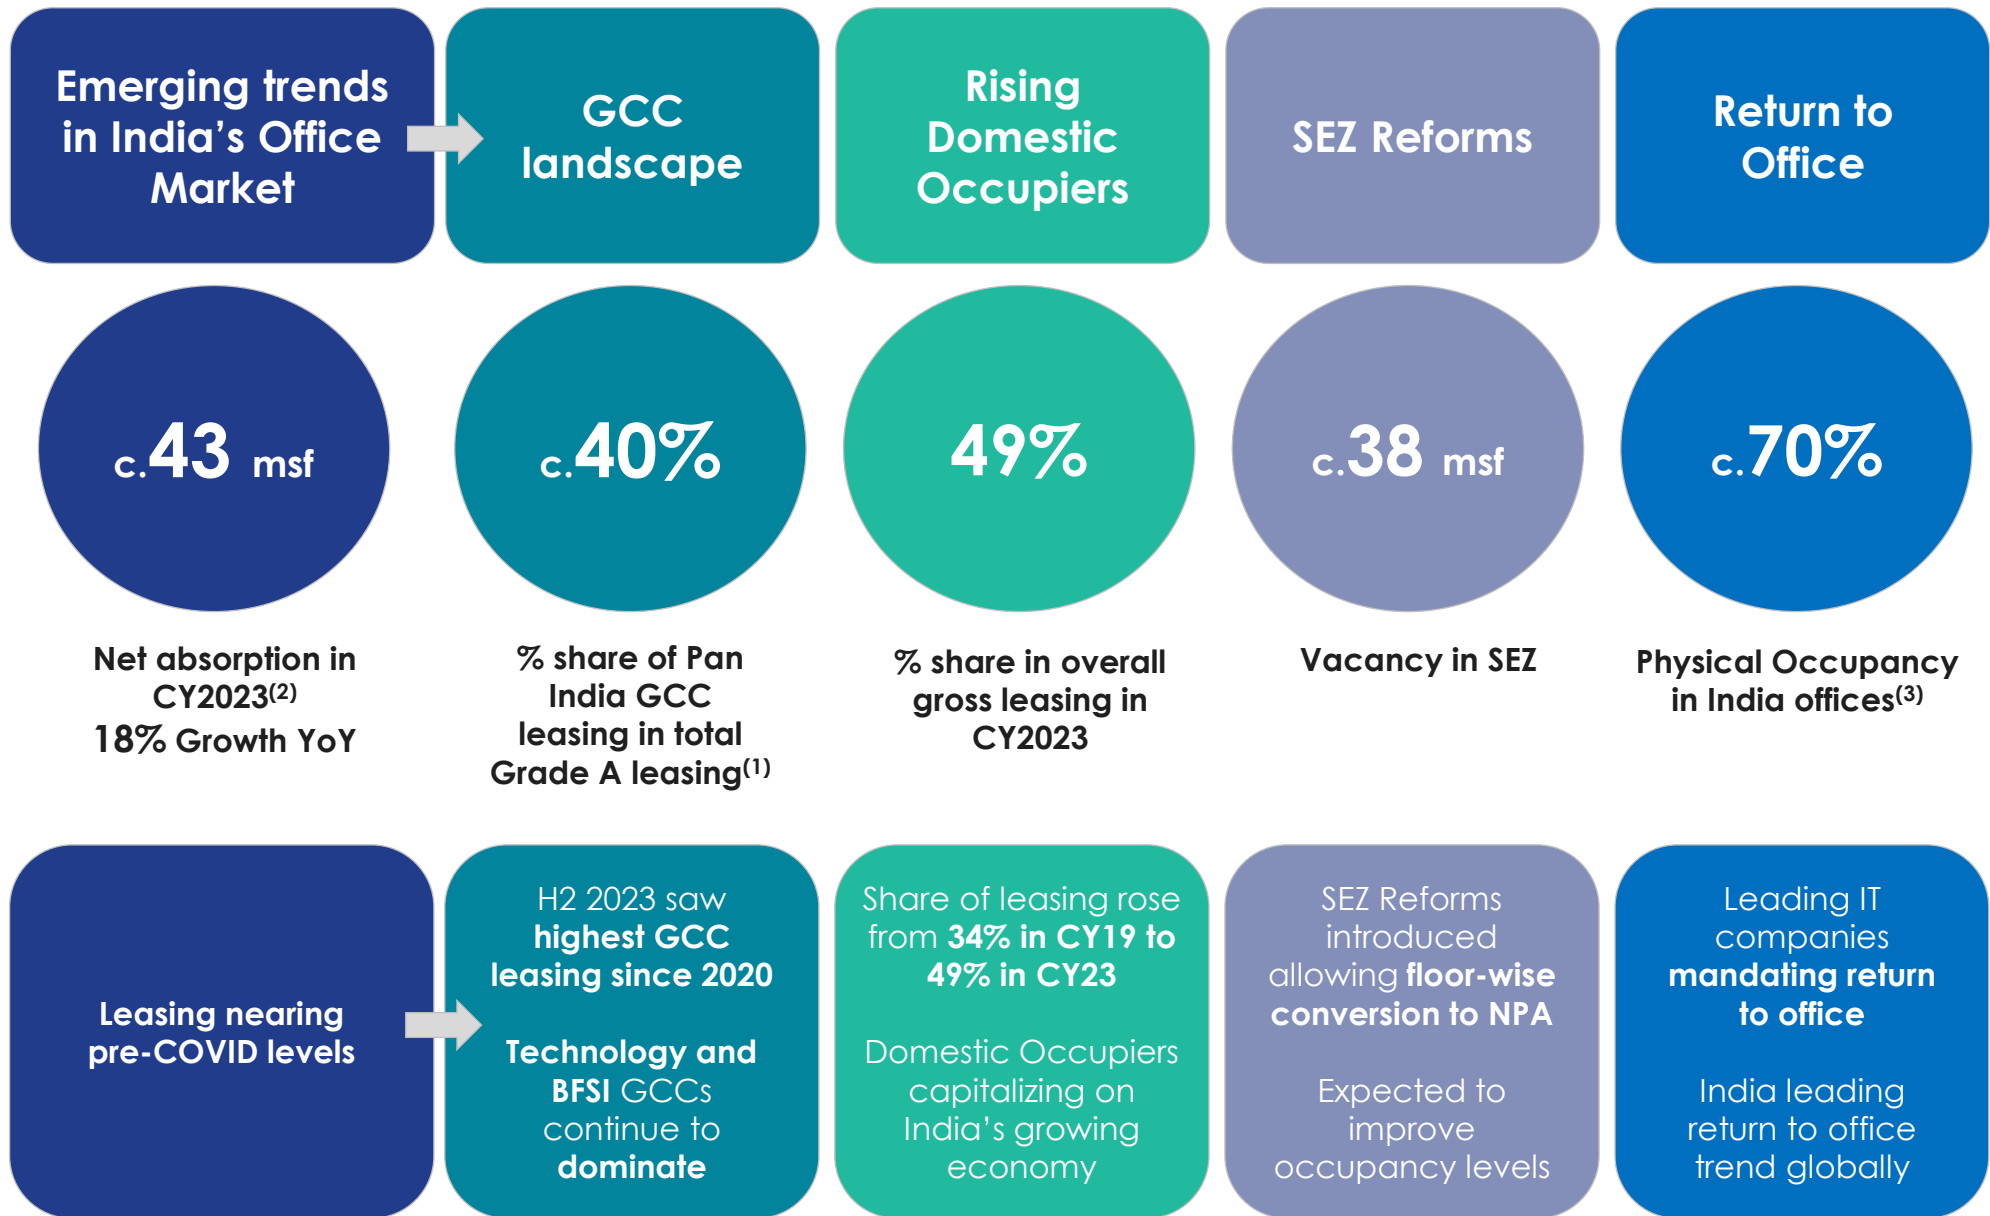 Emerging trends
in India’s Office
Market
GCC
landscape
Rising
Domestic
Occupiers
SEZ Reforms
Return to
Office
c.43 msf
c.40%
49%
c.38 msf
c.70%
Net absorption in
CY2023(2)
18% Growth YoY
% share of Pan
India GCC
leasing in total
Grade A leasing(1)
% share in overall
gross leasing in
CY2023
Vacancy in SEZ
Physical Occupancy
in India offices(3)
Leasing nearing
pre-COVID levels
H2 2023 saw
highest GCC
leasing since 2020
Technology and
BFSI GCCs
continue to
dominate
Share of leasing rose
from 34% in CY19 to
49% in CY23
Domestic Occupiers
capitalizing on
India’s growing
economy
SEZ Reforms
introduced
allowing floor-wise
conversion to NPA
Expected to
improve
occupancy levels
Leading IT
companies
mandating return
to office
India leading
return to office
trend globally